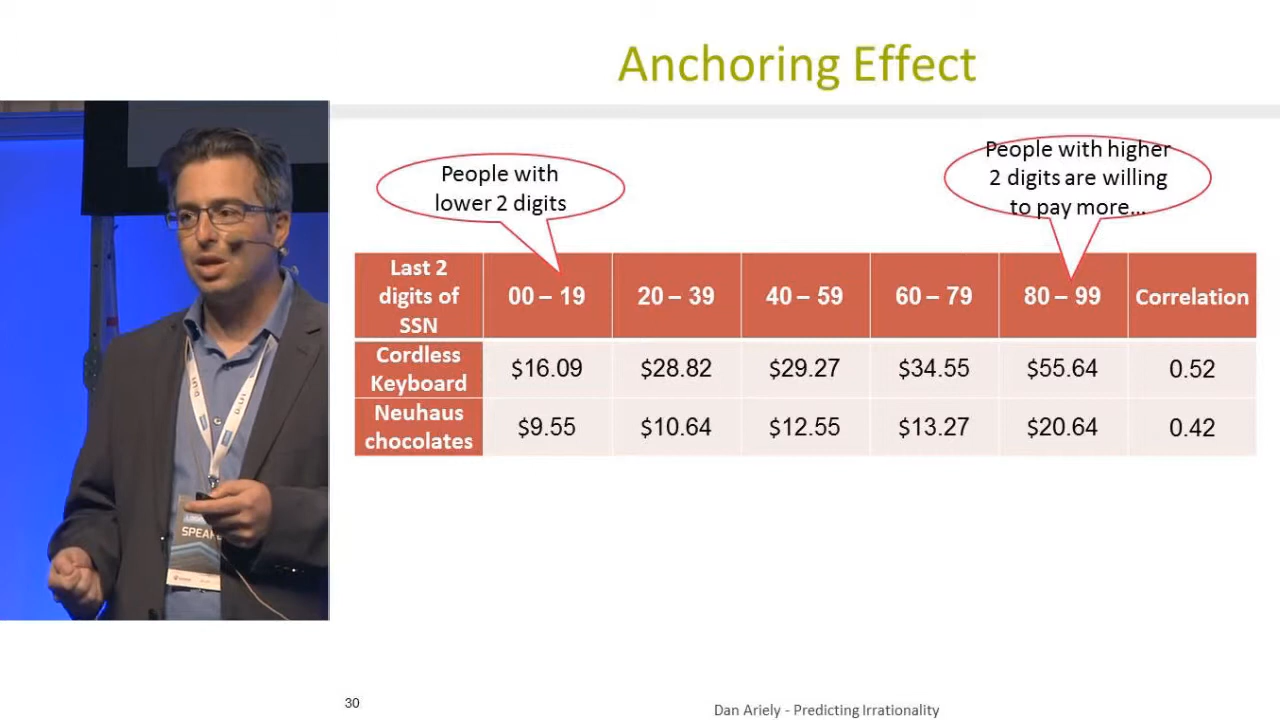 Anchoring Effect
People with
lower 2 digits
People with higher
2 digits are willing
to pay more...
Last 2
digits of
SSN
00 – 19
20 – 39
40 – 59
60 – 79
80 – 99
Correlation
Cordless
Keyboard
$16.09
$28.82
$29.27
$34.55
$55.64
0.52
Neuhaus
chocolates
$9.55
$10.64
$12.55
$13.27
$20.64
0.42
30
Dan Ariely - Predicting Irrationality